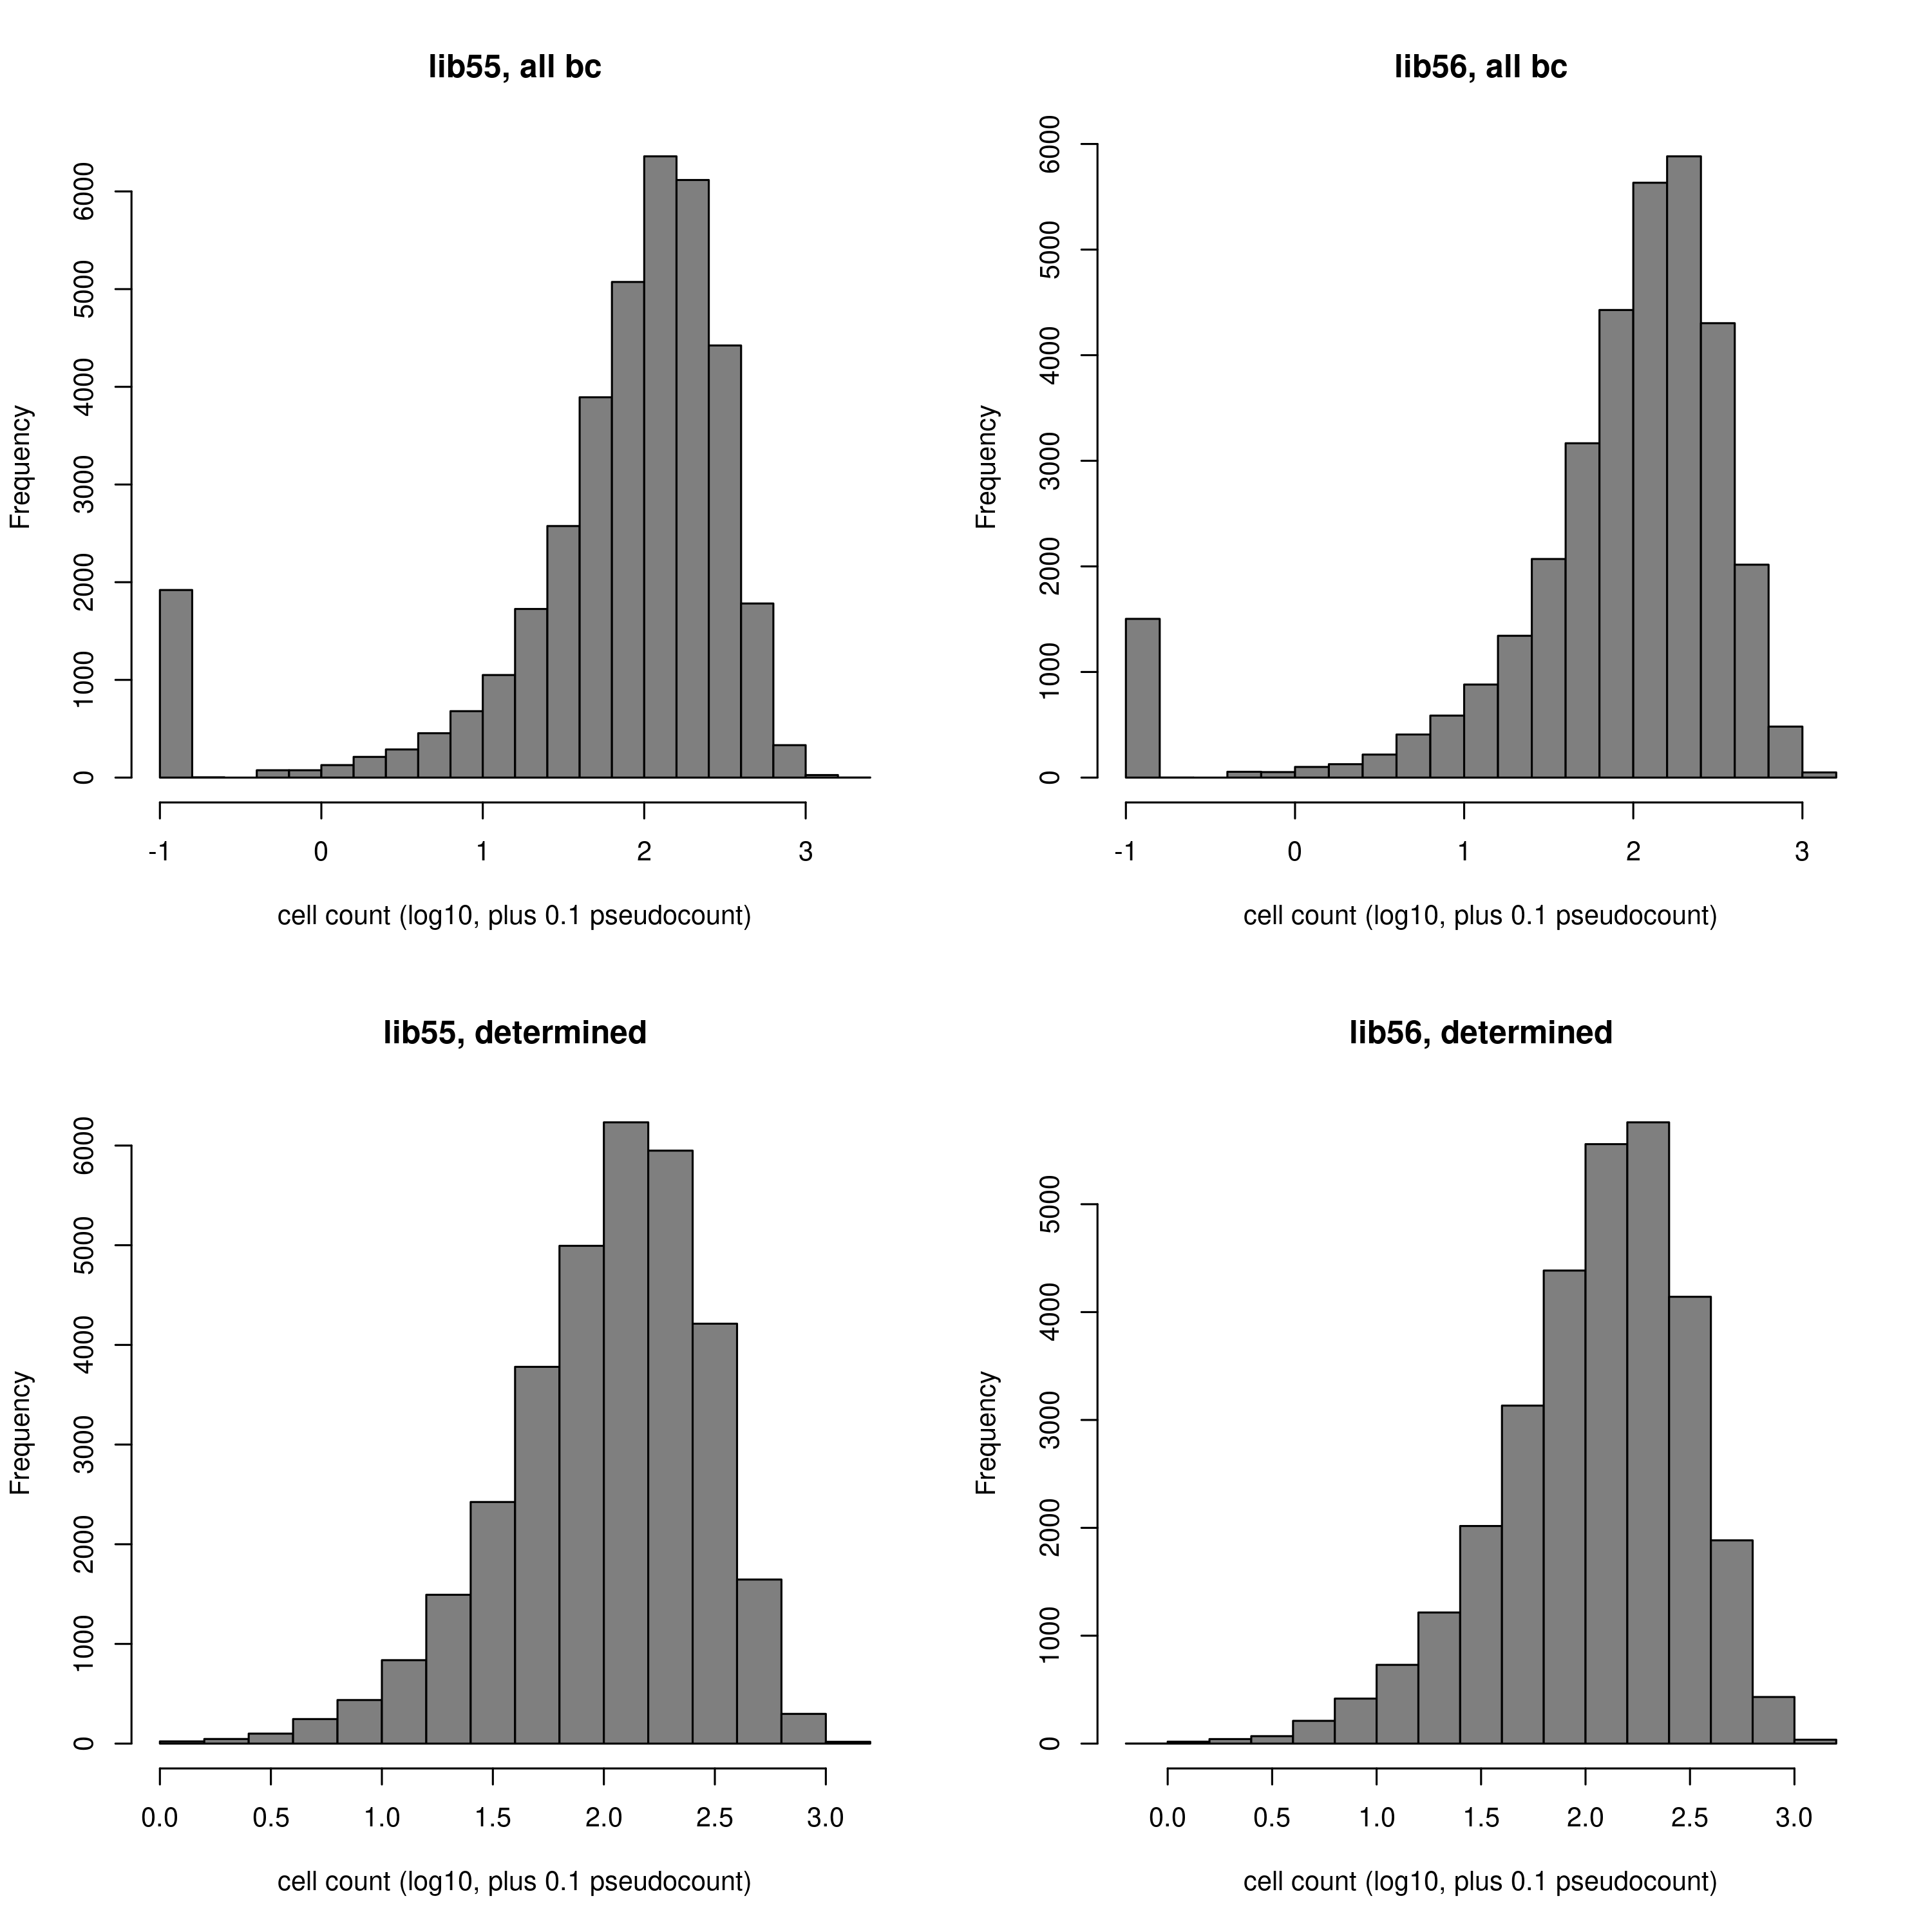 lib55, all bc
Frequency
6000
5000
4000
3000
2000
1000
0
-1 0 1 2 3
cell count (log10, plus 0.1 pseudocount)
lib56, all bc
Frequency
6000
5000
4000
3000
2000
1000
0
-1 0 1 2 3
cell count (log10, plus 0.1 pseudocount)
lib55, determined
Frequency
6000
5000
4000
3000
2000
1000
0
0.0 0.5 1.0 1.5 2.0 2.5 3.0
cell count (log10, plus 0.1 pseudocount)
lib56, determined
Frequency
5000
4000
3000
2000
1000
0
0.0 0.5 1.0 1.5 2.0 2.5 3.0
cell count (log10, plus 0.1 pseudocount)